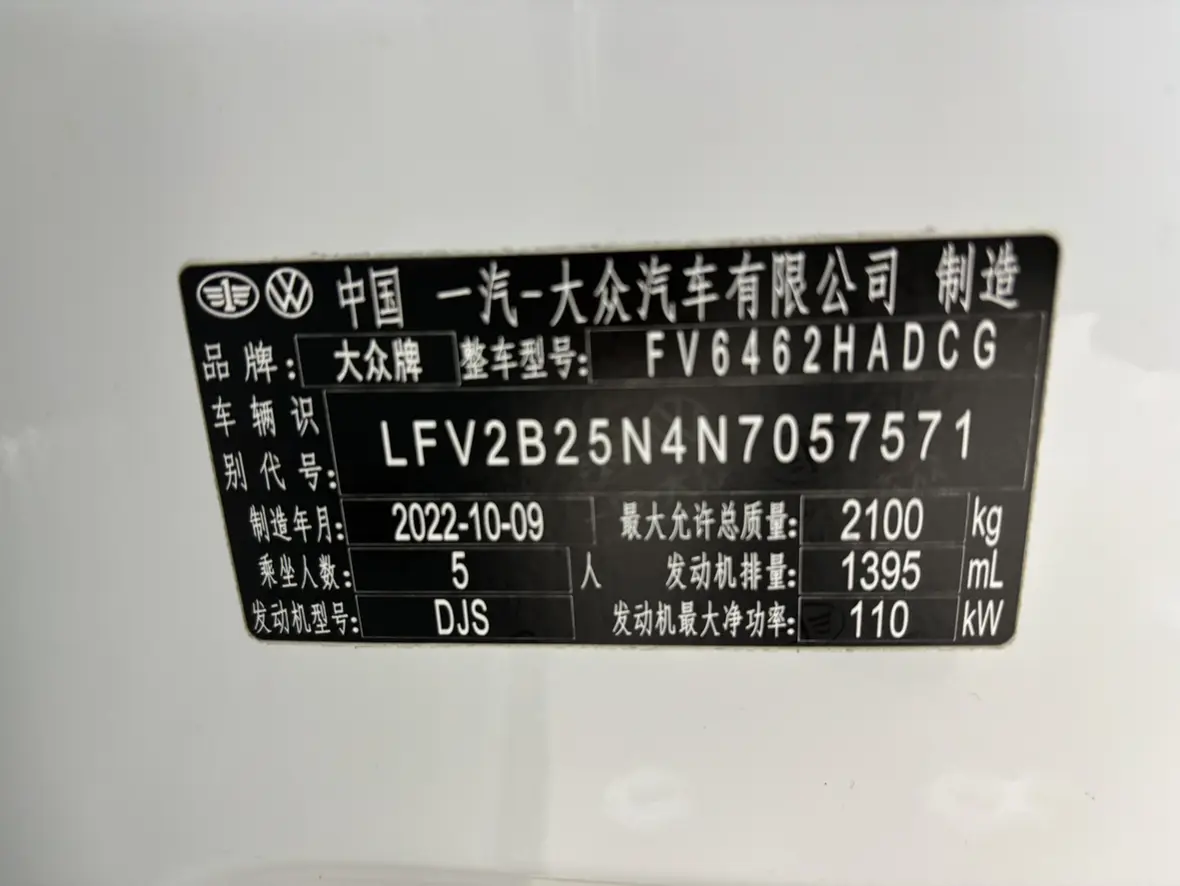 中国 一汽-大众汽车有限公司 制造
品牌: 大众牌 整车型号: FV6462HADCG
车辆识
别代号: LFV2B25N4N7057571
制造年月: 2022-10-09 最大允许总质量: 2100 kg
乘坐人数: 5 人 发动机排量: 1395 mL
发动机型号: DJS 发动机最大净功率: 110 kW